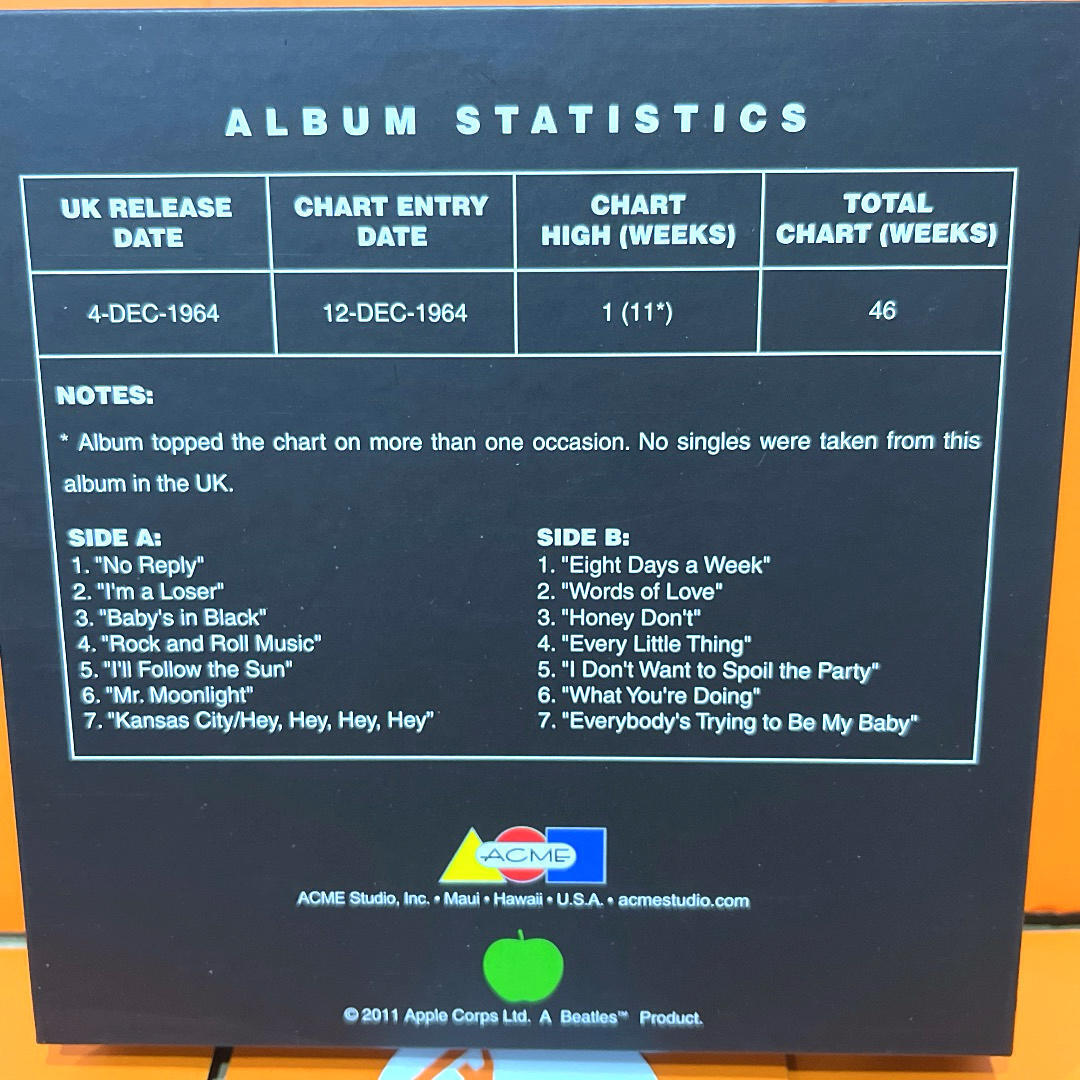 ALBUM STATISTICS
UK RELEASE DATE
CHART ENTRY DATE
CHART HIGH (WEEKS)
TOTAL CHART (WEEKS)
4-DEC-1964
12-DEC-1964
1 (11*)
46
NOTES:
* Album topped the chart on more than one occasion. No singles were taken from this
album in the UK.
SIDE A:
1. "No Reply"
2. "I'm a Loser"
3. "Baby's in Black"
4. "Rock and Roll Music"
5. "I'll Follow the Sun"
6. "Mr. Moonlight"
7. "Kansas City/Hey, Hey, Hey, Hey”
SIDE B:
1. "Eight Days a Week"
2. "Words of Love"
3. "Honey Don't"
4. "Every Little Thing"
5. "I Don't Want to Spoil the Party"
6. "What You're Doing"
7. "Everybody's Trying to Be My Baby"
ACME
ACME Studio, Inc. • Maui • Hawaii • U.S.A. • acmestudio.com
© 2011 Apple Corps Ltd. A Beatles™ Product.